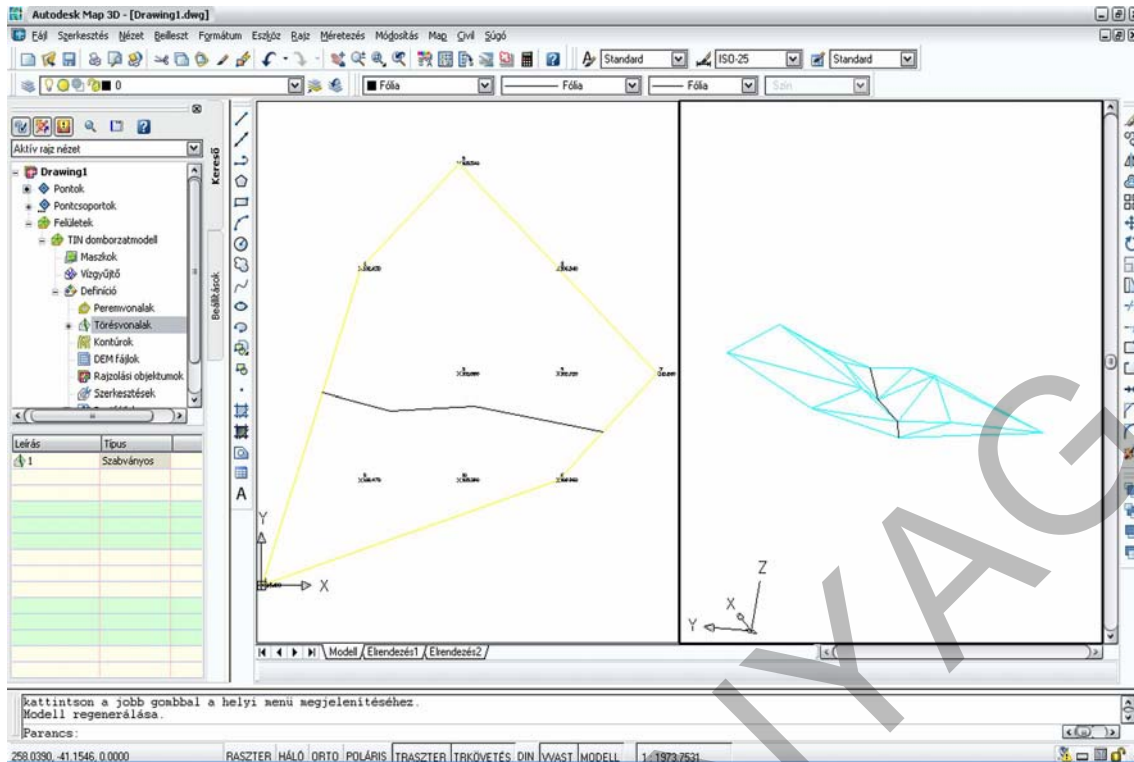 Autodesk Map 3D - [Drawing1.dwg]
Fájl Szerkesztés Nézet Beilleszt Formátum Eszköz Rajz Méretezés Módosítás Map Civil Súgó
Standard ISO-25 Standard
0 Fólia Fólia Fólia Szín
Aktív rajz nézet
Kereső
Beállítások
Drawing1
Pontok
Pontcsoportok
Felületek
TIN domborzatmodell
Maszkok
Vízgyűjtő
Definíció
Peremvonalak
Törésvonalak
Kontúrok
DEM fájlok
Rajzolási objektumok
Szerkesztések
Leírás Típus
1 Szabványos
A
Y
X
Z
X
Y
Modell Elrendezés1 Elrendezés2
kattintson a jobb gombbal a helyi menü megjelenítéséhez.
Modell regenerálása.
Parancs:
258.0390, -41.1546, 0.0000 RASZTER HÁLÓ ORTO POLÁRIS TRASZTER TRKÖVETÉS DIN VVAST MODELL 1:1973.7531
YAG